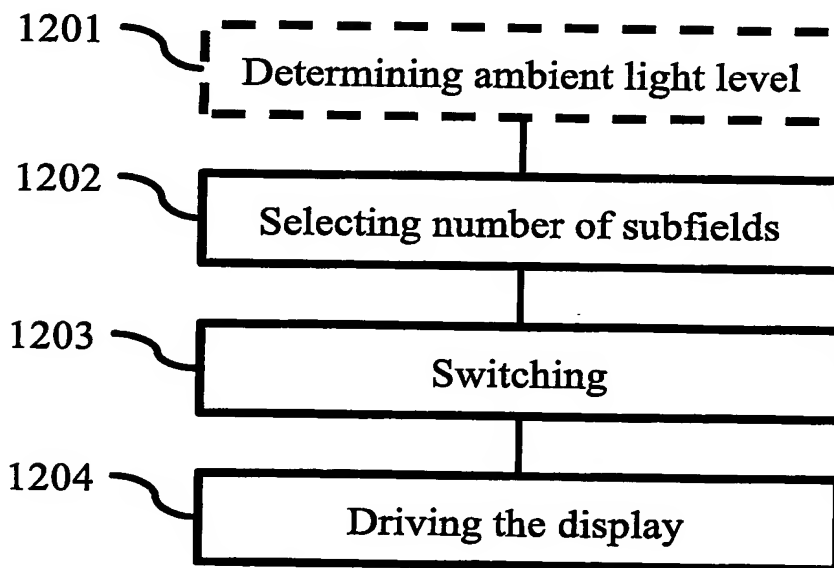 1201
Determining ambient light level
1202
Selecting number of subfields
1203
Switching
1204
Driving the display